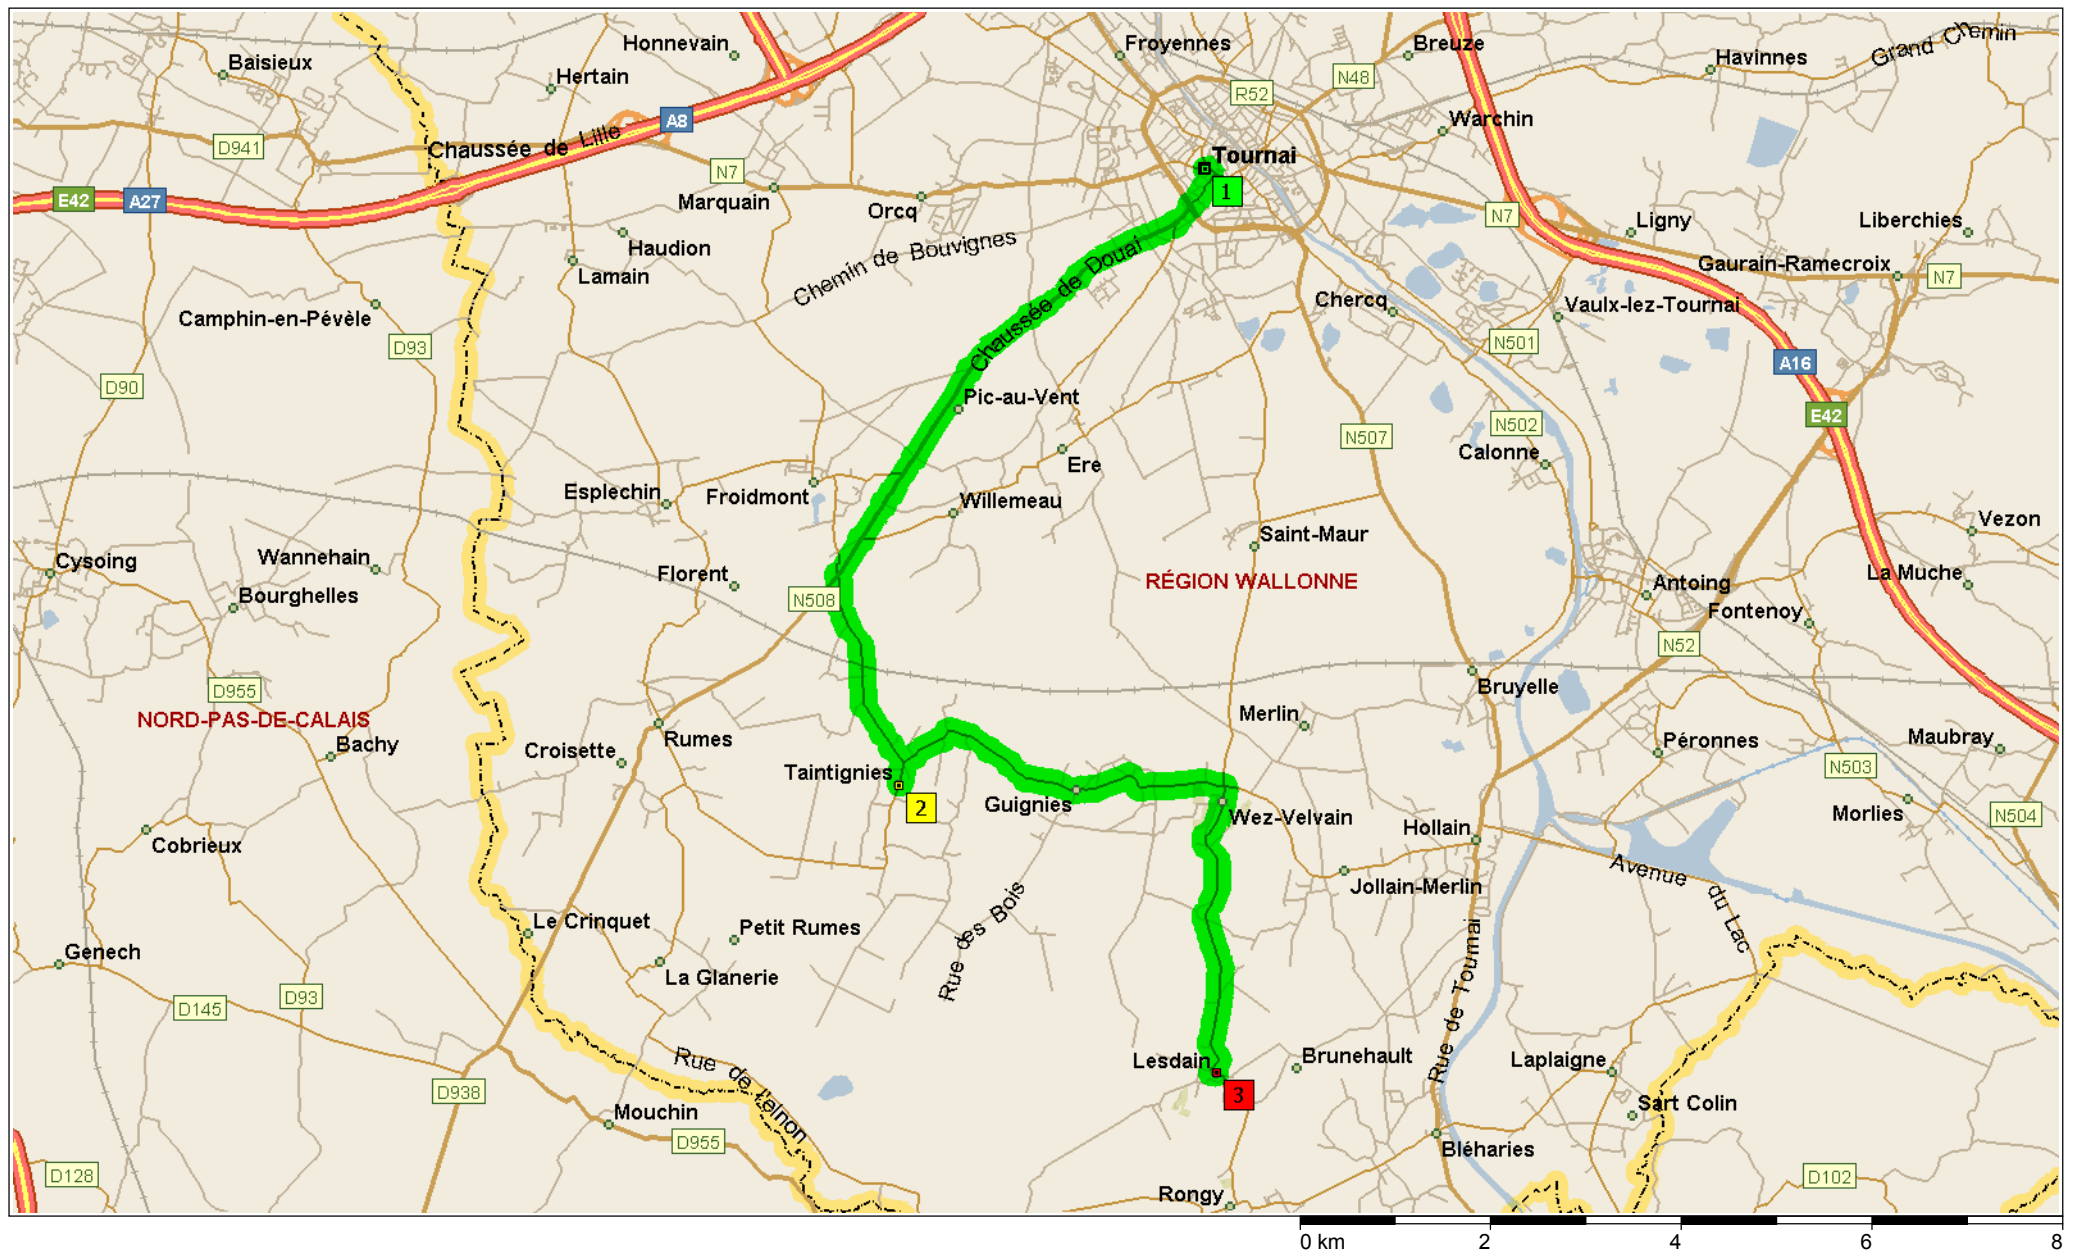 Honnevain
Froyennes
Breuze
Grand Chemin
Baisieux
Hertain
Havinnes
N48
R52
A8
Warchin
Chaussée de Lille
D941
Tournai
N7
1
E42
A27
Marquain
Orcq
N7
Ligny
Liberchies
Haudion
Chemin de Bouvignes
Chaussée de Douai
Lamain
Gaurain-Ramecroix
N7
Camphin-en-Pévèle
Chercq
Vaulx-lez-Tournai
D93
N501
A16
D90
Pic-au-Vent
E42
N502
N507
Calonne
Ere
Esplechin
Froidmont
Willemeau
Vezon
Saint-Maur
Cysoing
Wannehain
Florent
RÉGION WALLONNE
Antoing
La Muche
Bourghelles
N508
Fontenoy
N52
D955
Bruyelle
NORD-PAS-DE-CALAIS
Merlin
Bachy
Croisette
Rumes
Péronnes
Maubray
Taintignies
N503
2
Guignies
Wez-Velvain
Hollain
Morlies
N504
Cobrieux
Avenue du Lac
Jollain-Merlin
Le Crinquet
Petit Rumes
Rue des Bois
Rue de Tournai
Genech
La Glanerie
D93
D145
Rue de l'elnon
Lesdain
Brunehault
Laplaigne
D938
3
Mouchin
Sart Colin
D955
Bléharies
D128
D102
Rongy
0 km 2 4 6 8